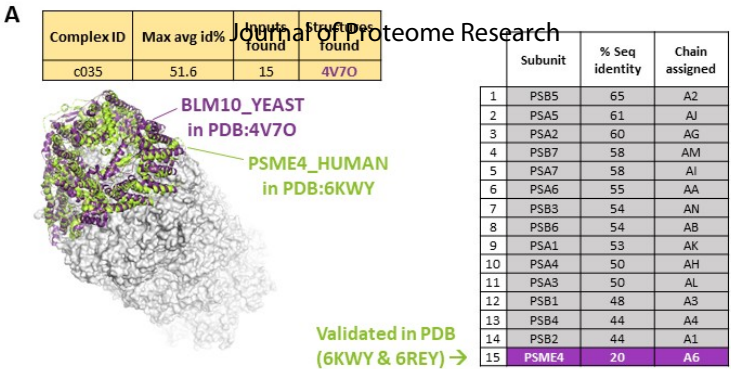 A
Journal of Proteome Research
Complex ID Max avg id% Inputs found Structures found
c035 51.6 15 4V7O
BLM10_YEAST
in PDB:4V7O
PSME4_HUMAN
in PDB:6KWY
Validated in PDB
(6KWY & 6REY) →
Subunit % Seq identity Chain assigned
1 PSB5 65 A2
2 PSA5 61 AJ
3 PSA2 60 AG
4 PSB7 58 AM
5 PSA7 58 AI
6 PSA6 55 AA
7 PSB3 54 AN
8 PSB6 54 AB
9 PSA1 53 AK
10 PSA4 50 AH
11 PSA3 50 AL
12 PSB1 48 A3
13 PSB4 44 A4
14 PSB2 44 A1
15 PSME4 20 A6